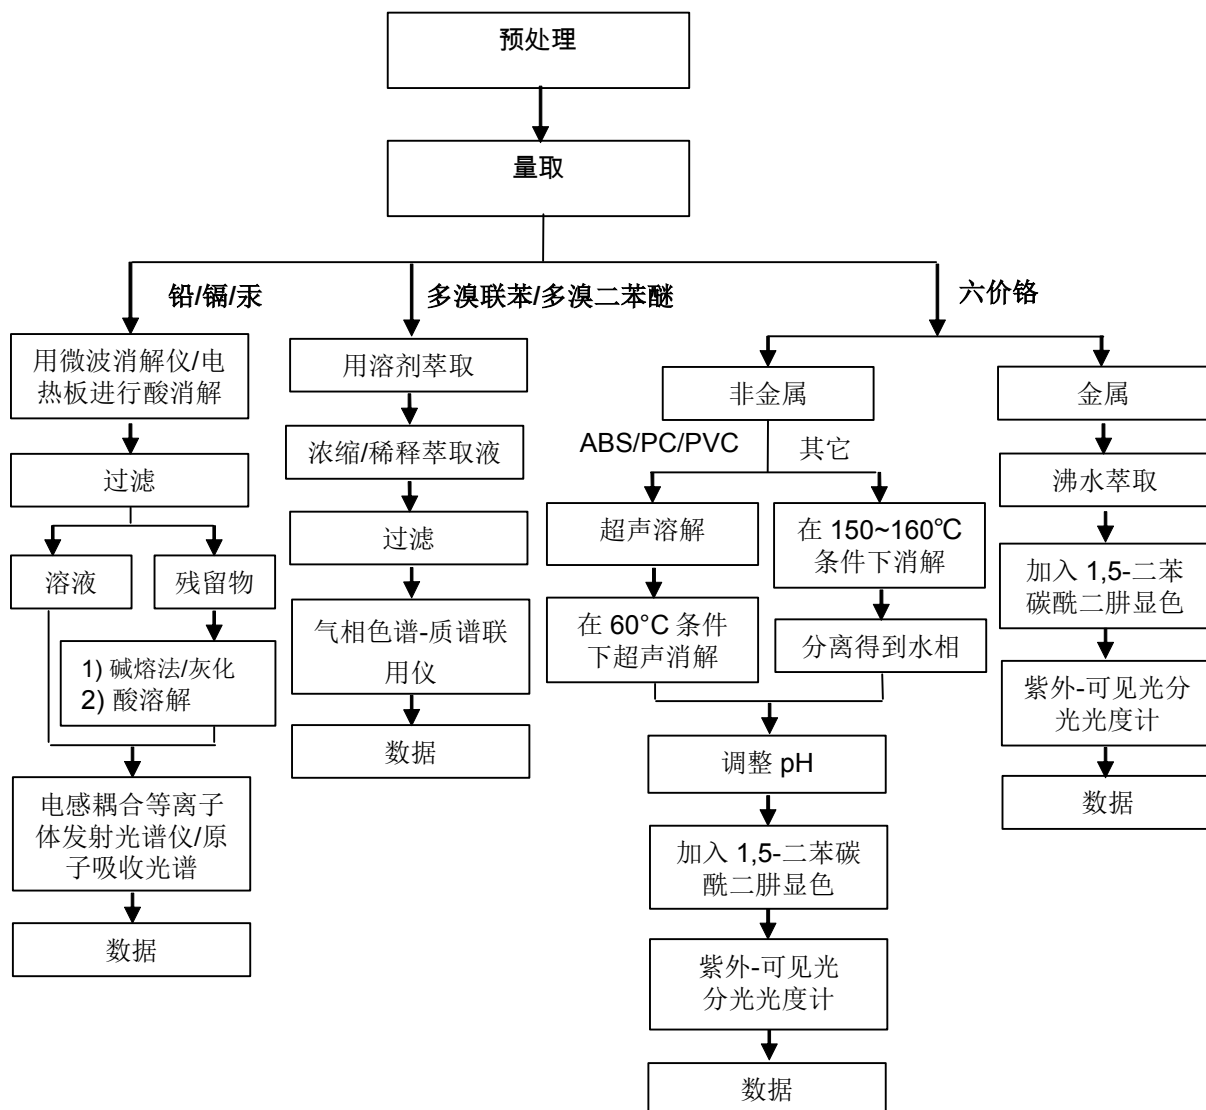 预处理
量取
铅/镉/汞
多溴联苯/多溴二苯醚
六价铬
用微波消解仪/电
热板进行酸消解
过滤
溶液
残留物
1) 碱熔法/灰化
2) 酸溶解
电感耦合等离子
体发射光谱仪/原
子吸收光谱
数据
用溶剂萃取
浓缩/稀释萃取液
过滤
气相色谱-质谱联
用仪
数据
非金属
ABS/PC/PVC
其它
超声溶解
在 60°C 条件
下超声消解
在 150~160℃
条件下消解
分离得到水相
调整 pH
加入 1,5-二苯碳
酰二肼显色
紫外-可见光
分光光度计
数据
金属
沸水萃取
加入 1,5-二苯
碳酰二肼显色
紫外-可见光分
光光度计
数据